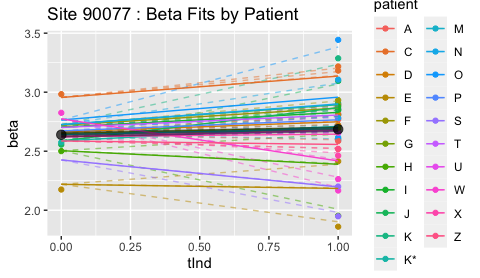 Site 90077 : Beta Fits by Patient
3.5
3.0
2.5
2.0
beta
0.00 0.25 0.50 0.75 1.00
tInd
patient
A
C
D
E
F
G
H
I
J
K
K*
M
N
O
P
S
T
U
W
X
Z